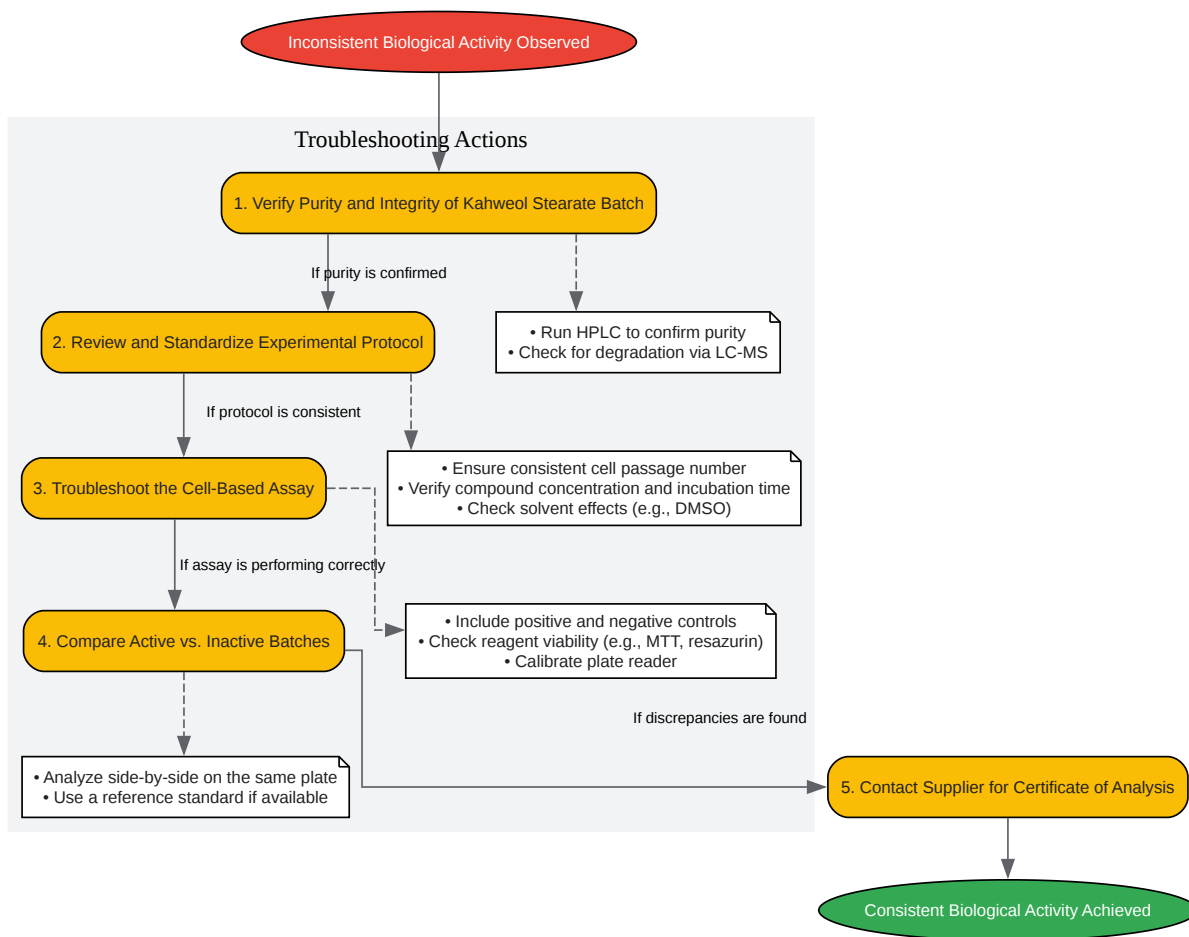 Inconsistent Biological Activity Observed
Troubleshooting Actions
1. Verify Purity and Integrity of Kahweol Stearate Batch
If purity is confirmed
2. Review and Standardize Experimental Protocol
• Run HPLC to confirm purity
• Check for degradation via LC-MS
If protocol is consistent
3. Troubleshoot the Cell-Based Assay
• Ensure consistent cell passage number
• Verify compound concentration and incubation time
• Check solvent effects (e.g., DMSO)
If assay is performing correctly
4. Compare Active vs. Inactive Batches
• Include positive and negative controls
• Check reagent viability (e.g., MTT, resazurin)
• Calibrate plate reader
If discrepancies are found
• Analyze side-by-side on the same plate
• Use a reference standard if available
5. Contact Supplier for Certificate of Analysis
Consistent Biological Activity Achieved